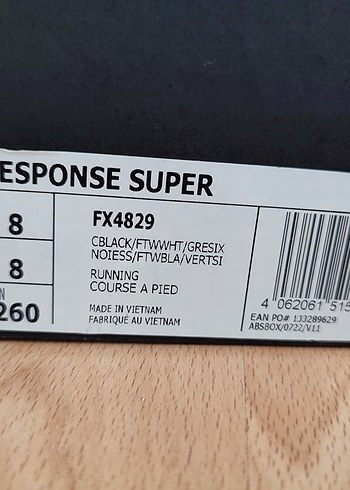 ESPONSE SUPER
8
8
N
260
FX4829
CBLACK/FTWWHT/GRESIX
NOIESS/FTWBLA/VERTSI
RUNNING
COURSE A PIED
MADE IN VIETNAM
FABRIQUÉ AU VIETNAM
4 062061 515
EAN PO# 133289629
ABSBOX/0722/V11